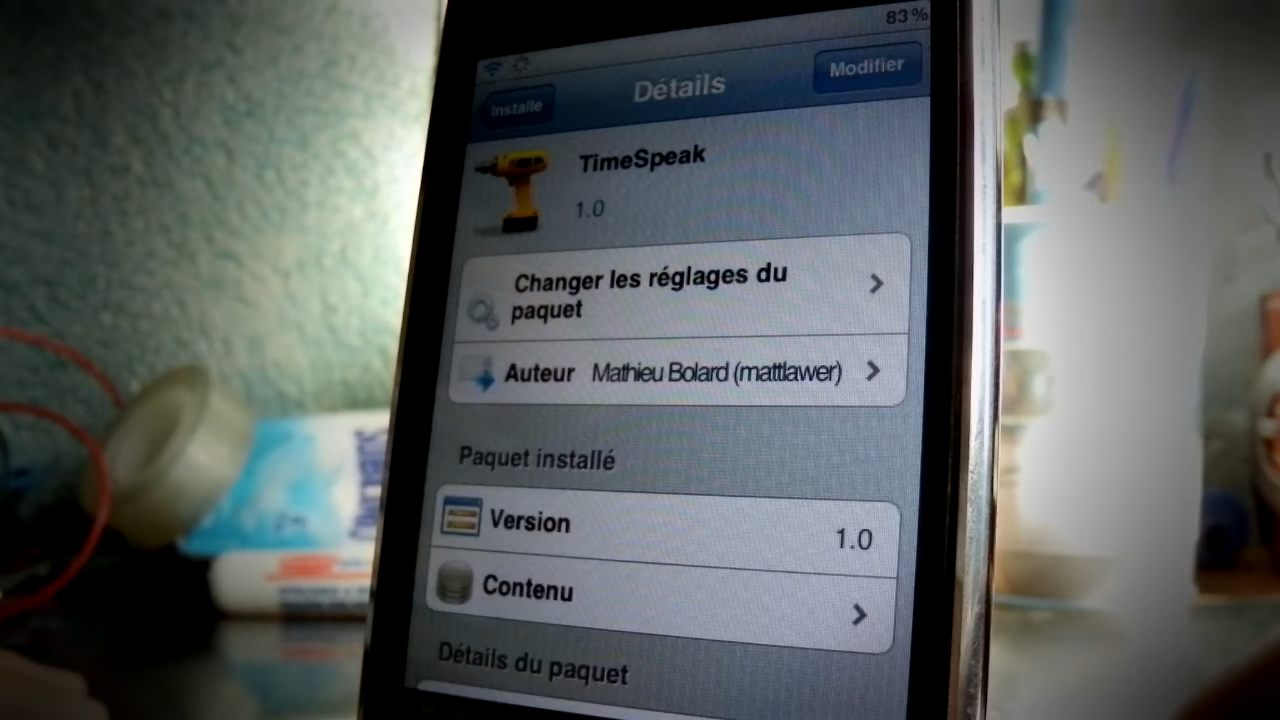 83%
Installé
Détails
Modifier
TimeSpeak
1.0
Changer les réglages du
paquet
Auteur Mathieu Bolard (mattlawer)
Paquet installé
Version 1.0
Contenu
Détails du paquet